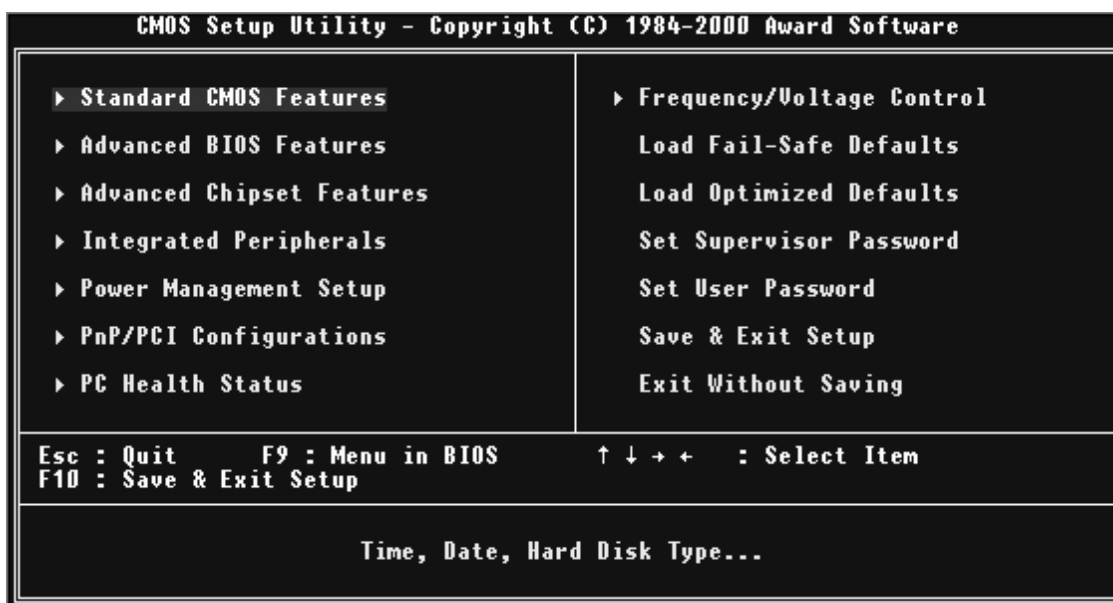 CMOS Setup Utility - Copyright (C) 1984-2000 Award Software
▸ Standard CMOS Features
▸ Advanced BIOS Features
▸ Advanced Chipset Features
▸ Integrated Peripherals
▸ Power Management Setup
▸ PnP/PCI Configurations
▸ PC Health Status
▸ Frequency/Voltage Control
Load Fail-Safe Defaults
Load Optimized Defaults
Set Supervisor Password
Set User Password
Save & Exit Setup
Exit Without Saving
Esc : Quit F9 : Menu in BIOS ↑ ↓ → ← : Select Item
F10 : Save & Exit Setup
Time, Date, Hard Disk Type...